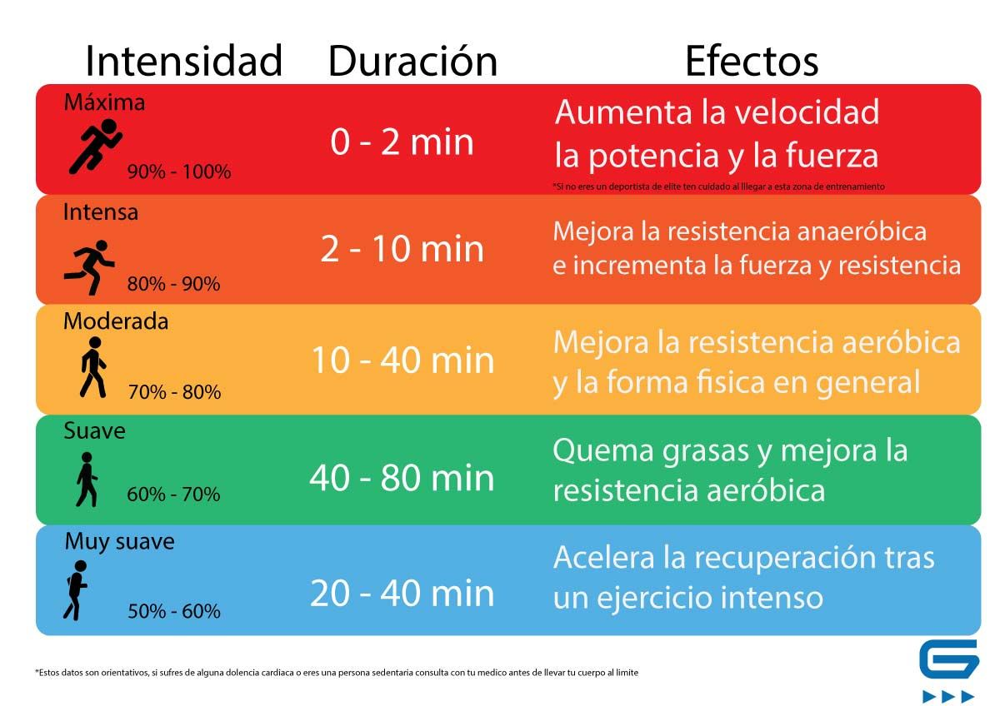 Intensidad Duración Efectos
Máxima
90% - 100%
0 - 2 min
Aumenta la velocidad
la potencia y la fuerza
*Si no eres un deportista de elite ten cuidado al lllegar a esta zona de entrenamiento
Intensa
80% - 90%
2 - 10 min
Mejora la resistencia anaeróbica
e incrementa la fuerza y resistencia
Moderada
70% - 80%
10 - 40 min
Mejora la resistencia aeróbica
y la forma fisica en general
Suave
60% - 70%
40 - 80 min
Quema grasas y mejora la
resistencia aeróbica
Muy suave
50% - 60%
20 - 40 min
Acelera la recuperación tras
un ejercicio intenso
*Estos datos son orientativos, si sufres de alguna dolencia cardiaca o eres una persona sedentaria consulta con tu medico antes de llevar tu cuerpo al limite
G